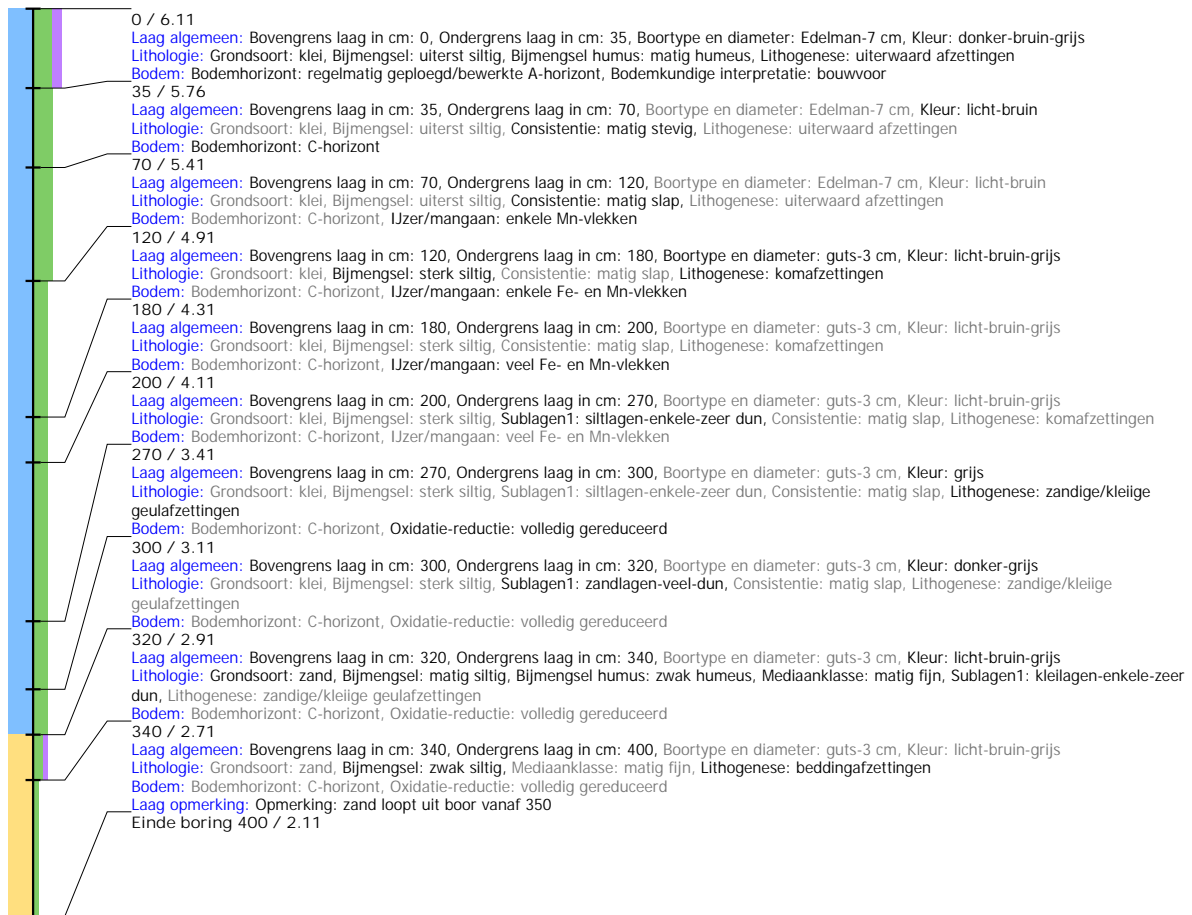 0 / 6.11
Laag algemeen: Bovengrens laag in cm: 0, Ondergrens laag in cm: 35, Boortype en diameter: Edelman-7 cm, Kleur: donker-bruin-grijs
Lithologie: Grondsoort: klei, Bijmengsel: uiterst siltig, Bijmengsel humus: matig humeus, Lithogenese: uiterwaard afzettingen
Bodem: Bodemhorizont: regelmatig geploegd/bewerkte A-horizont, Bodemkundige interpretatie: bouwvoor
35 / 5.76
Laag algemeen: Bovengrens laag in cm: 35, Ondergrens laag in cm: 70, Boortype en diameter: Edelman-7 cm, Kleur: licht-bruin
Lithologie: Grondsoort: klei, Bijmengsel: uiterst siltig, Consistentie: matig stevig, Lithogenese: uiterwaard afzettingen
Bodem: Bodemhorizont: C-horizont
70 / 5.41
Laag algemeen: Bovengrens laag in cm: 70, Ondergrens laag in cm: 120, Boortype en diameter: Edelman-7 cm, Kleur: licht-bruin
Lithologie: Grondsoort: klei, Bijmengsel: uiterst siltig, Consistentie: matig slap, Lithogenese: uiterwaard afzettingen
Bodem: Bodemhorizont: C-horizont, IJzer/mangaan: enkele Mn-vlekken
120 / 4.91
Laag algemeen: Bovengrens laag in cm: 120, Ondergrens laag in cm: 180, Boortype en diameter: guts-3 cm, Kleur: licht-bruin-grijs
Lithologie: Grondsoort: klei, Bijmengsel: sterk siltig, Consistentie: matig slap, Lithogenese: komafzettingen
Bodem: Bodemhorizont: C-horizont, IJzer/mangaan: enkele Fe- en Mn-vlekken
180 / 4.31
Laag algemeen: Bovengrens laag in cm: 180, Ondergrens laag in cm: 200, Boortype en diameter: guts-3 cm, Kleur: licht-bruin-grijs
Lithologie: Grondsoort: klei, Bijmengsel: sterk siltig, Consistentie: matig slap, Lithogenese: komafzettingen
Bodem: Bodemhorizont: C-horizont, IJzer/mangaan: veel Fe- en Mn-vlekken
200 / 4.11
Laag algemeen: Bovengrens laag in cm: 200, Ondergrens laag in cm: 270, Boortype en diameter: guts-3 cm, Kleur: licht-bruin-grijs
Lithologie: Grondsoort: klei, Bijmengsel: sterk siltig, Sublagen1: siltlagen-enkele-zeer dun, Consistentie: matig slap, Lithogenese: komafzettingen
Bodem: Bodemhorizont: C-horizont, IJzer/mangaan: veel Fe- en Mn-vlekken
270 / 3.41
Laag algemeen: Bovengrens laag in cm: 270, Ondergrens laag in cm: 300, Boortype en diameter: guts-3 cm, Kleur: grijs
Lithologie: Grondsoort: klei, Bijmengsel: sterk siltig, Sublagen1: siltlagen-enkele-zeer dun, Consistentie: matig slap, Lithogenese: zandige/kleiige
geulafzettingen
Bodem: Bodemhorizont: C-horizont, Oxidatie-reductie: volledig gereduceerd
300 / 3.11
Laag algemeen: Bovengrens laag in cm: 300, Ondergrens laag in cm: 320, Boortype en diameter: guts-3 cm, Kleur: donker-grijs
Lithologie: Grondsoort: klei, Bijmengsel: sterk siltig, Sublagen1: zandlagen-veel-dun, Consistentie: matig slap, Lithogenese: zandige/kleiige
geulafzettingen
Bodem: Bodemhorizont: C-horizont, Oxidatie-reductie: volledig gereduceerd
320 / 2.91
Laag algemeen: Bovengrens laag in cm: 320, Ondergrens laag in cm: 340, Boortype en diameter: guts-3 cm, Kleur: licht-bruin-grijs
Lithologie: Grondsoort: zand, Bijmengsel: matig siltig, Bijmengsel humus: zwak humeus, Mediaanklasse: matig fijn, Sublagen1: kleilagen-enkele-zeer
dun, Lithogenese: zandige/kleiige geulafzettingen
Bodem: Bodemhorizont: C-horizont, Oxidatie-reductie: volledig gereduceerd
340 / 2.71
Laag algemeen: Bovengrens laag in cm: 340, Ondergrens laag in cm: 400, Boortype en diameter: guts-3 cm, Kleur: licht-bruin-grijs
Lithologie: Grondsoort: zand, Bijmengsel: zwak siltig, Mediaanklasse: matig fijn, Lithogenese: beddingafzettingen
Bodem: Bodemhorizont: C-horizont, Oxidatie-reductie: volledig gereduceerd
Laag opmerking: Opmerking: zand loopt uit boor vanaf 350
Einde boring 400 / 2.11